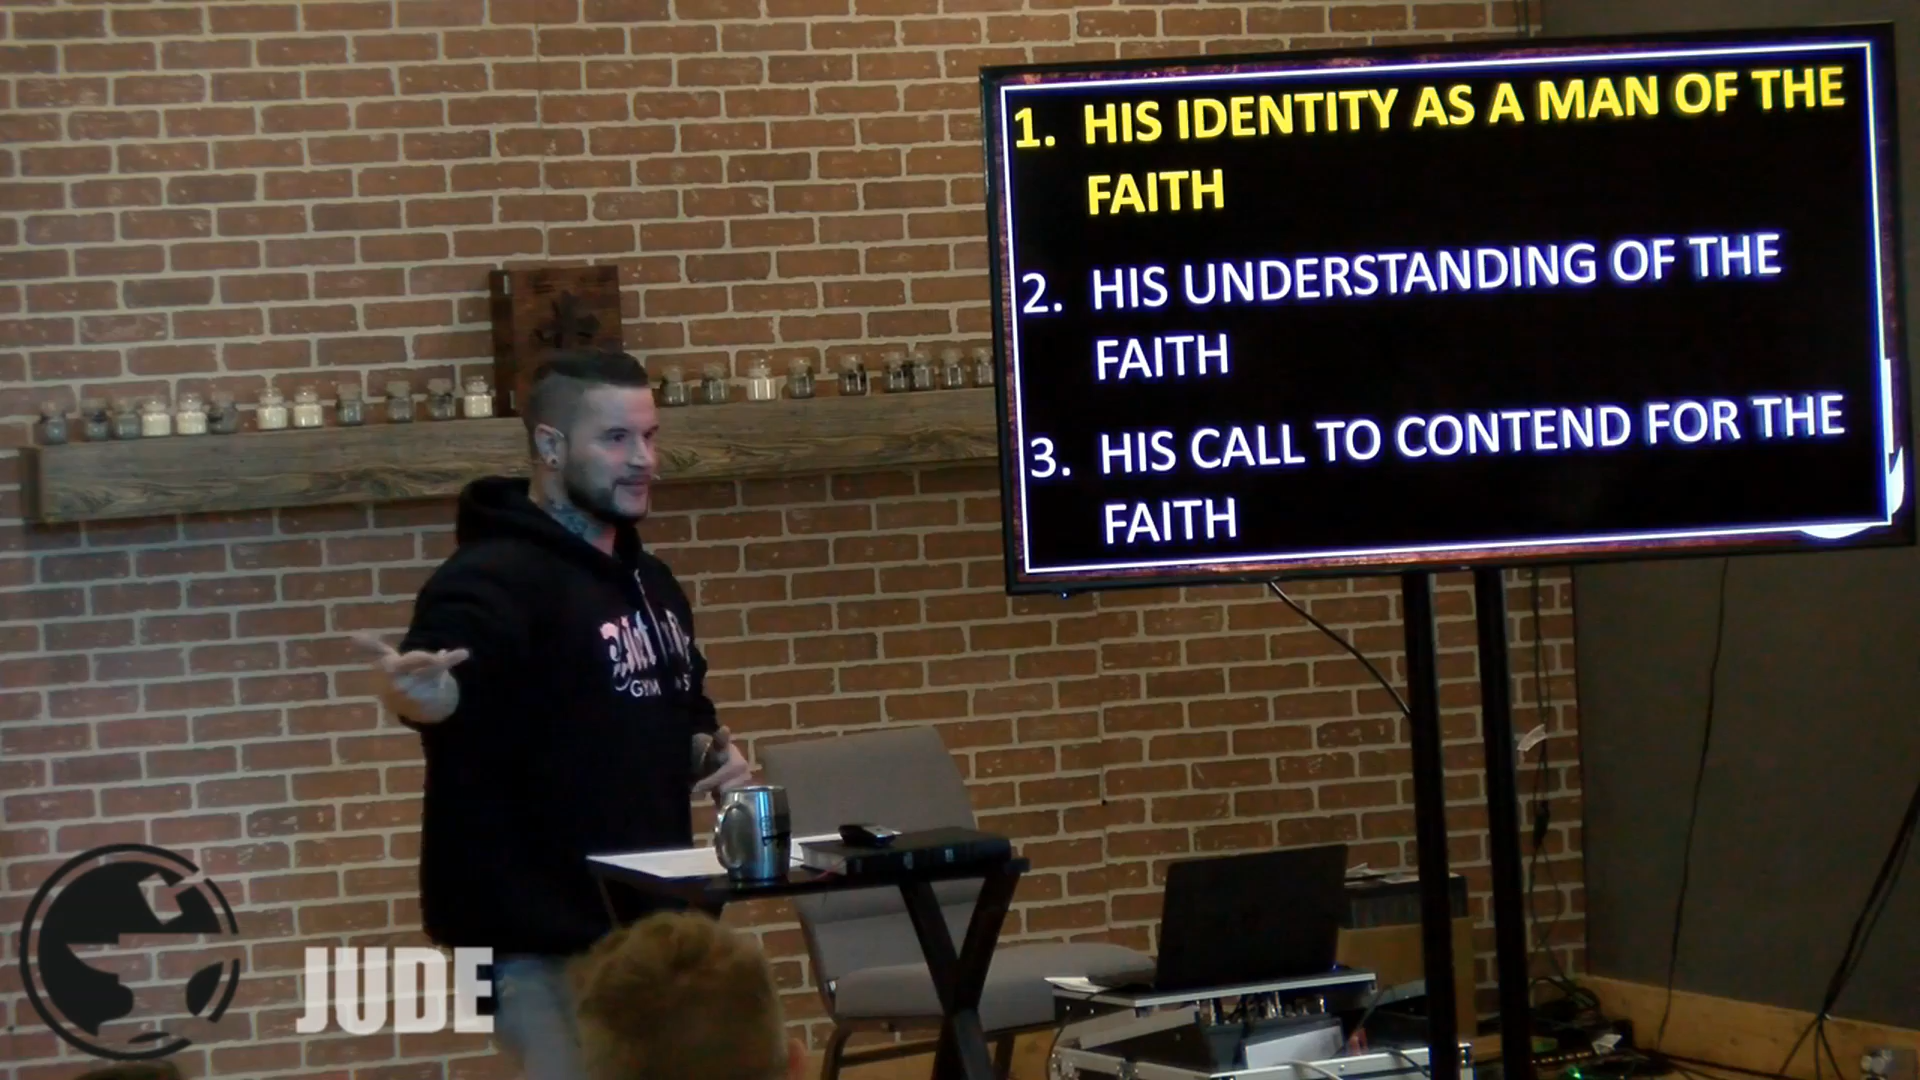 1. HIS IDENTITY AS A MAN OF THE
FAITH
2. HIS UNDERSTANDING OF THE
FAITH
3. HIS CALL TO CONTEND FOR THE
FAITH
GYM
JUDE